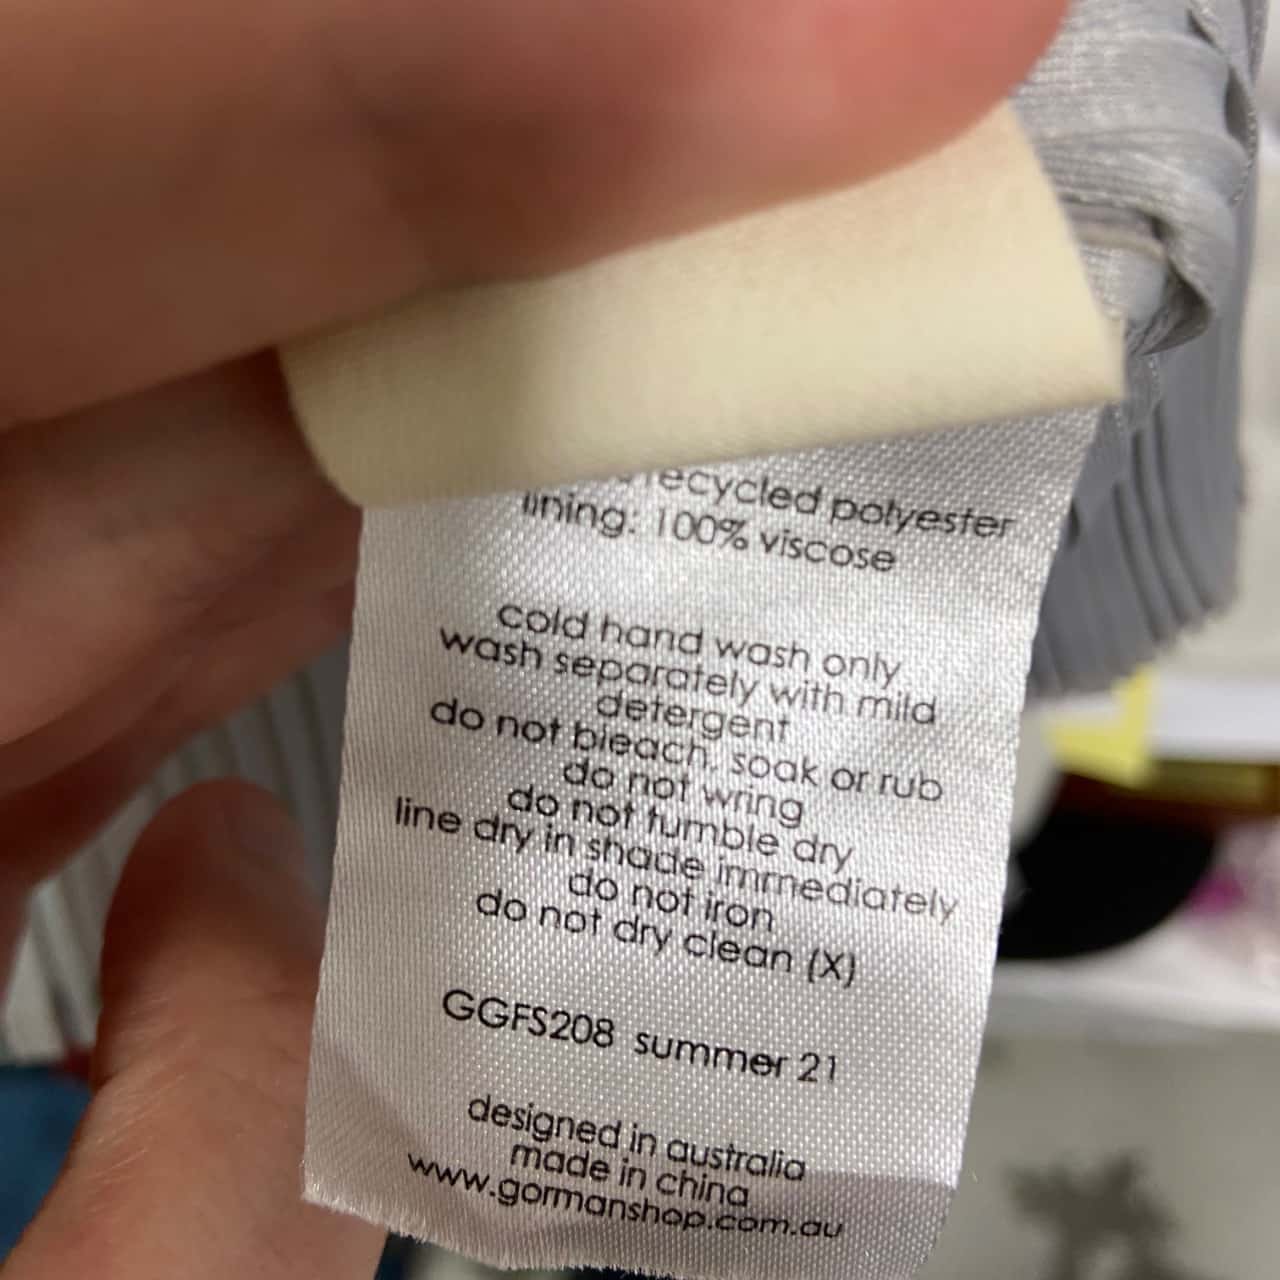 recycled polyester
lining: 100% viscose
cold hand wash only
wash separately with mild
detergent
do not bleach, soak or rub
do not wring
do not tumble dry
line dry in shade immediately
do not iron
do not dry clean (X)
GGFS208 summer 21
designed in australia
made in china
www.gormanshop.com.au